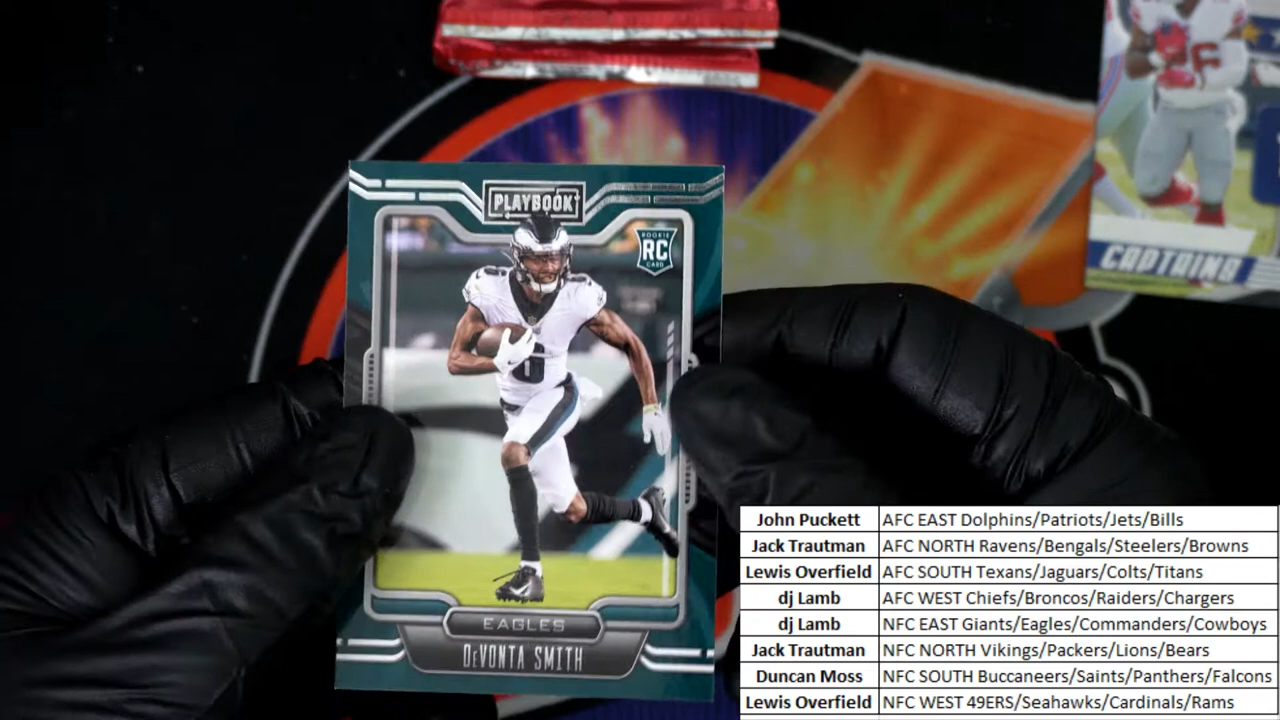 PLAYBOOK
ROOKIE
RC
CARD
6
EAGLES
DEVONTA SMITH
CAPTAINS
John Puckett AFC EAST Dolphins/Patriots/Jets/Bills
Jack Trautman AFC NORTH Ravens/Bengals/Steelers/Browns
Lewis Overfield AFC SOUTH Texans/Jaguars/Colts/Titans
dj Lamb AFC WEST Chiefs/Broncos/Raiders/Chargers
dj Lamb NFC EAST Giants/Eagles/Commanders/Cowboys
Jack Trautman NFC NORTH Vikings/Packers/Lions/Bears
Duncan Moss NFC SOUTH Buccaneers/Saints/Panthers/Falcons
Lewis Overfield NFC WEST 49ERS/Seahawks/Cardinals/Rams